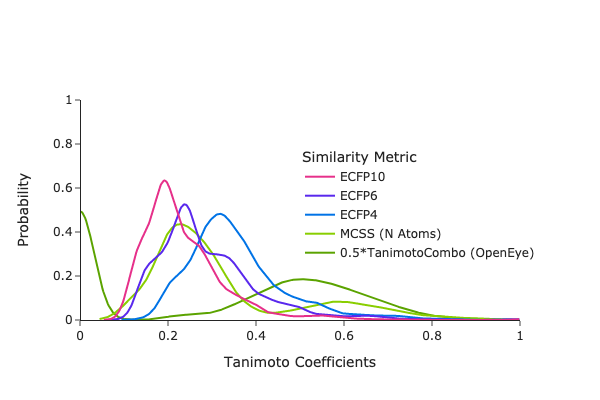 1
0.8
0.6
0.4
0.2
0
Probability
Similarity Metric
ECFP10
ECFP6
ECFP4
MCSS (N Atoms)
0.5*TanimotoCombo (OpenEye)
0 0.2 0.4 0.6 0.8 1
Tanimoto Coefficients